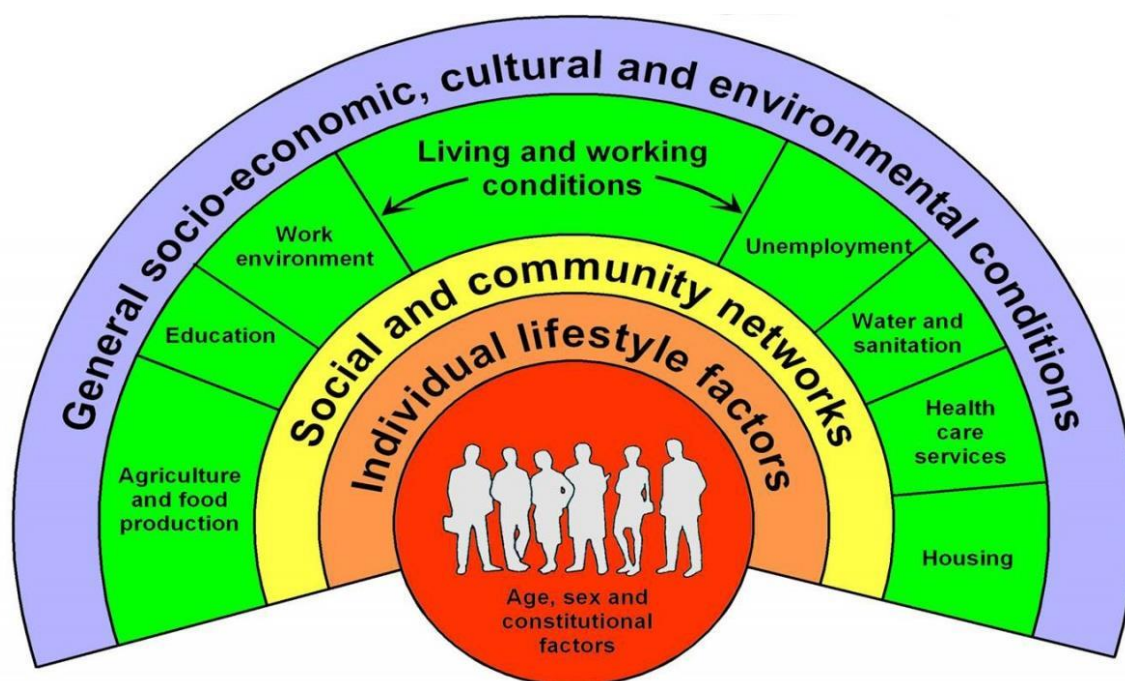 General socio-economic, cultural and environmental conditions
Living and working
conditions
Agriculture
and food
production
Education
Work
environment
Unemployment
Water and
sanitation
Health
care
services
Housing
Social and community networks
Individual lifestyle factors
Age, sex and
constitutional
factors